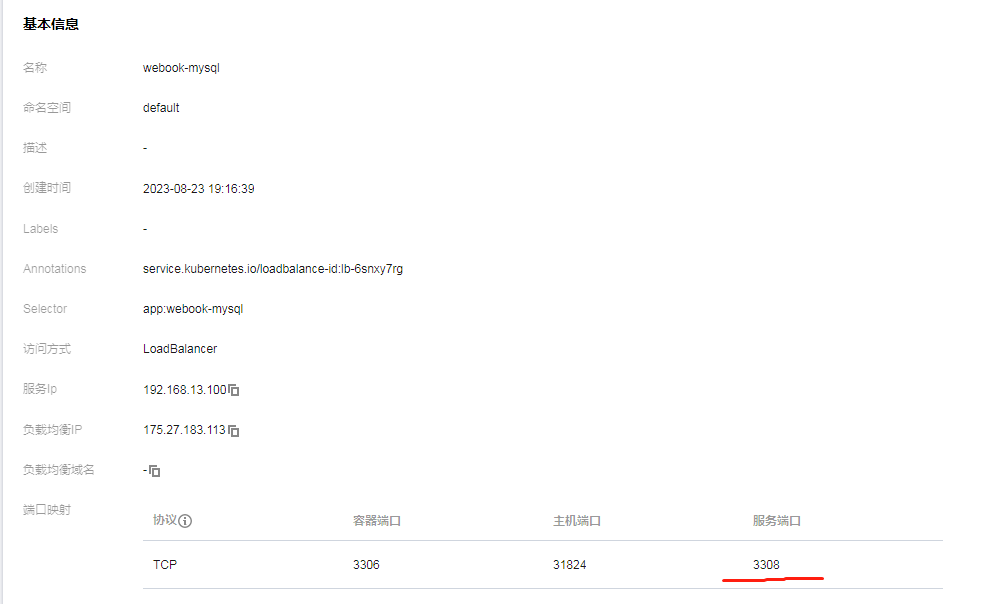 基本信息
名称 webook-mysql
命名空间 default
描述 -
创建时间 2023-08-23 19:16:39
Labels -
Annotations service.kubernetes.io/loadbalance-id:lb-6snxy7rg
Selector app:webook-mysql
访问方式 LoadBalancer
服务Ip 192.168.13.100
负载均衡IP 175.27.183.113
负载均衡域名 -
端口映射
协议 容器端口 主机端口 服务端口
TCP 3306 31824 3308